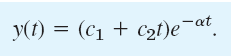 y(t) = (c₁ + c₂t)e^{-αt}.